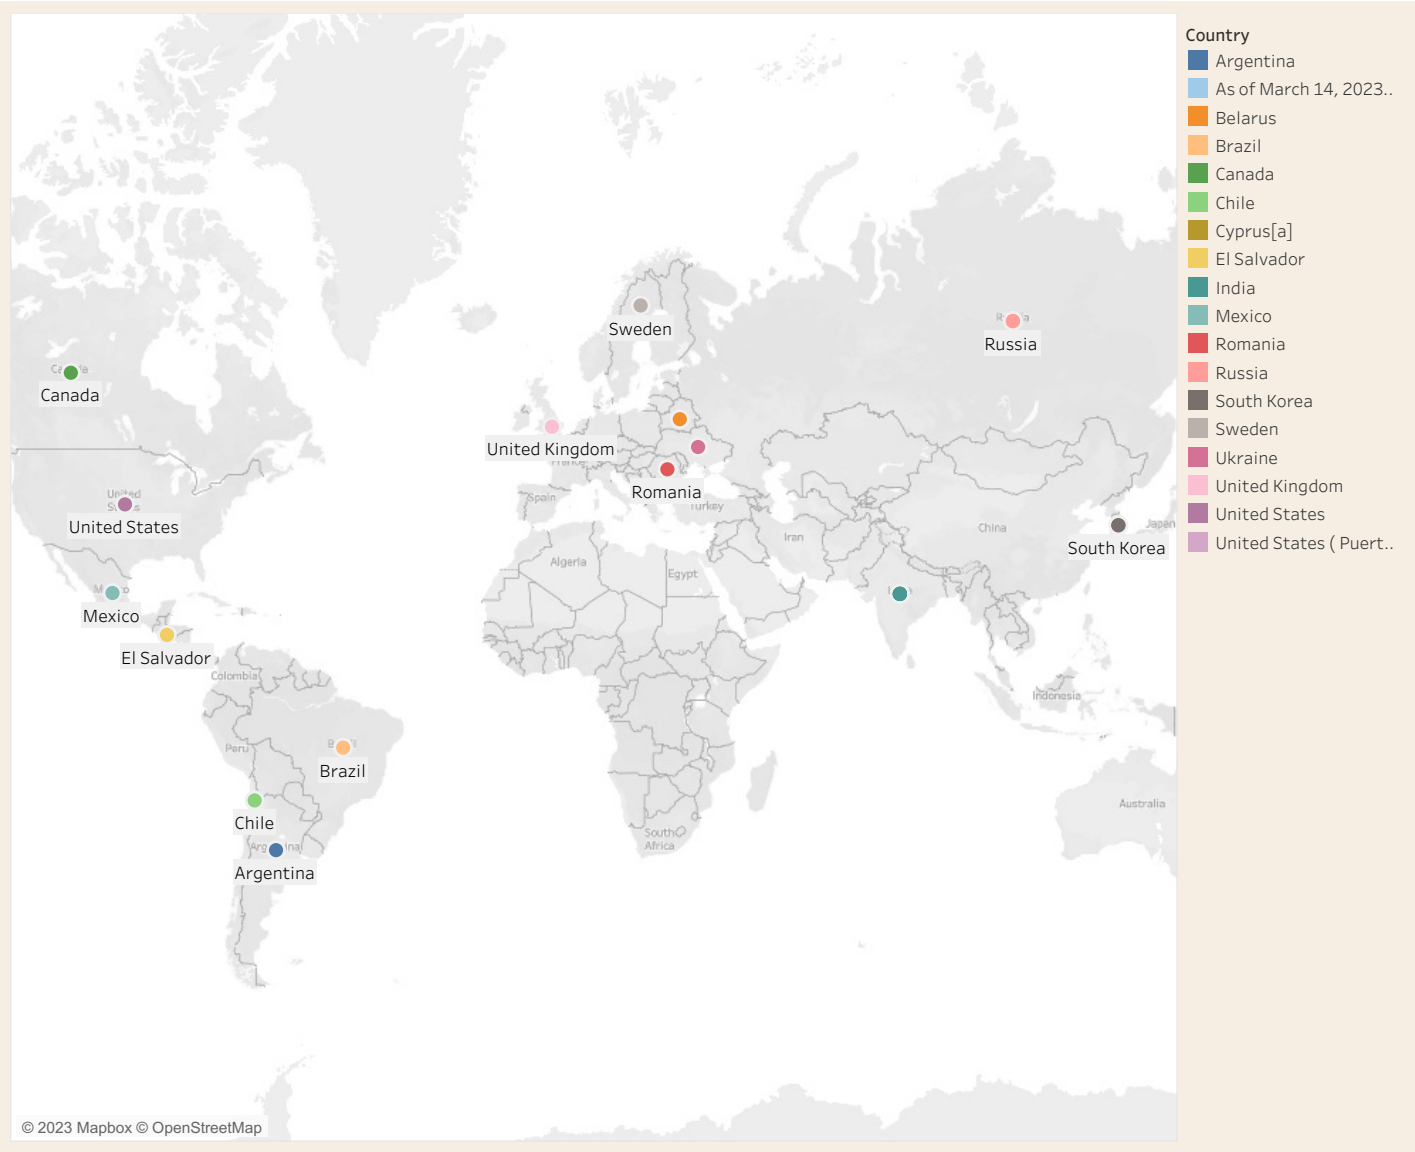 Country
Argentina
As of March 14, 2023..
Belarus
Brazil
Canada
Chile
Cyprus[a]
El Salvador
India
Mexico
Romania
Russia
South Korea
Sweden
Ukraine
United Kingdom
United States
United States ( Puert..
Sweden
Russia
Canada
United Kingdom
France
Romania
Spain
Turkey
United
United States
China
Japan
South Korea
Iran
Algeria
Egypt
Mexico
El Salvador
Colombia
Indonesia
Peru
Brazil
Australia
Chile
South
Africa
Argentina
© 2023 Mapbox © OpenStreetMap